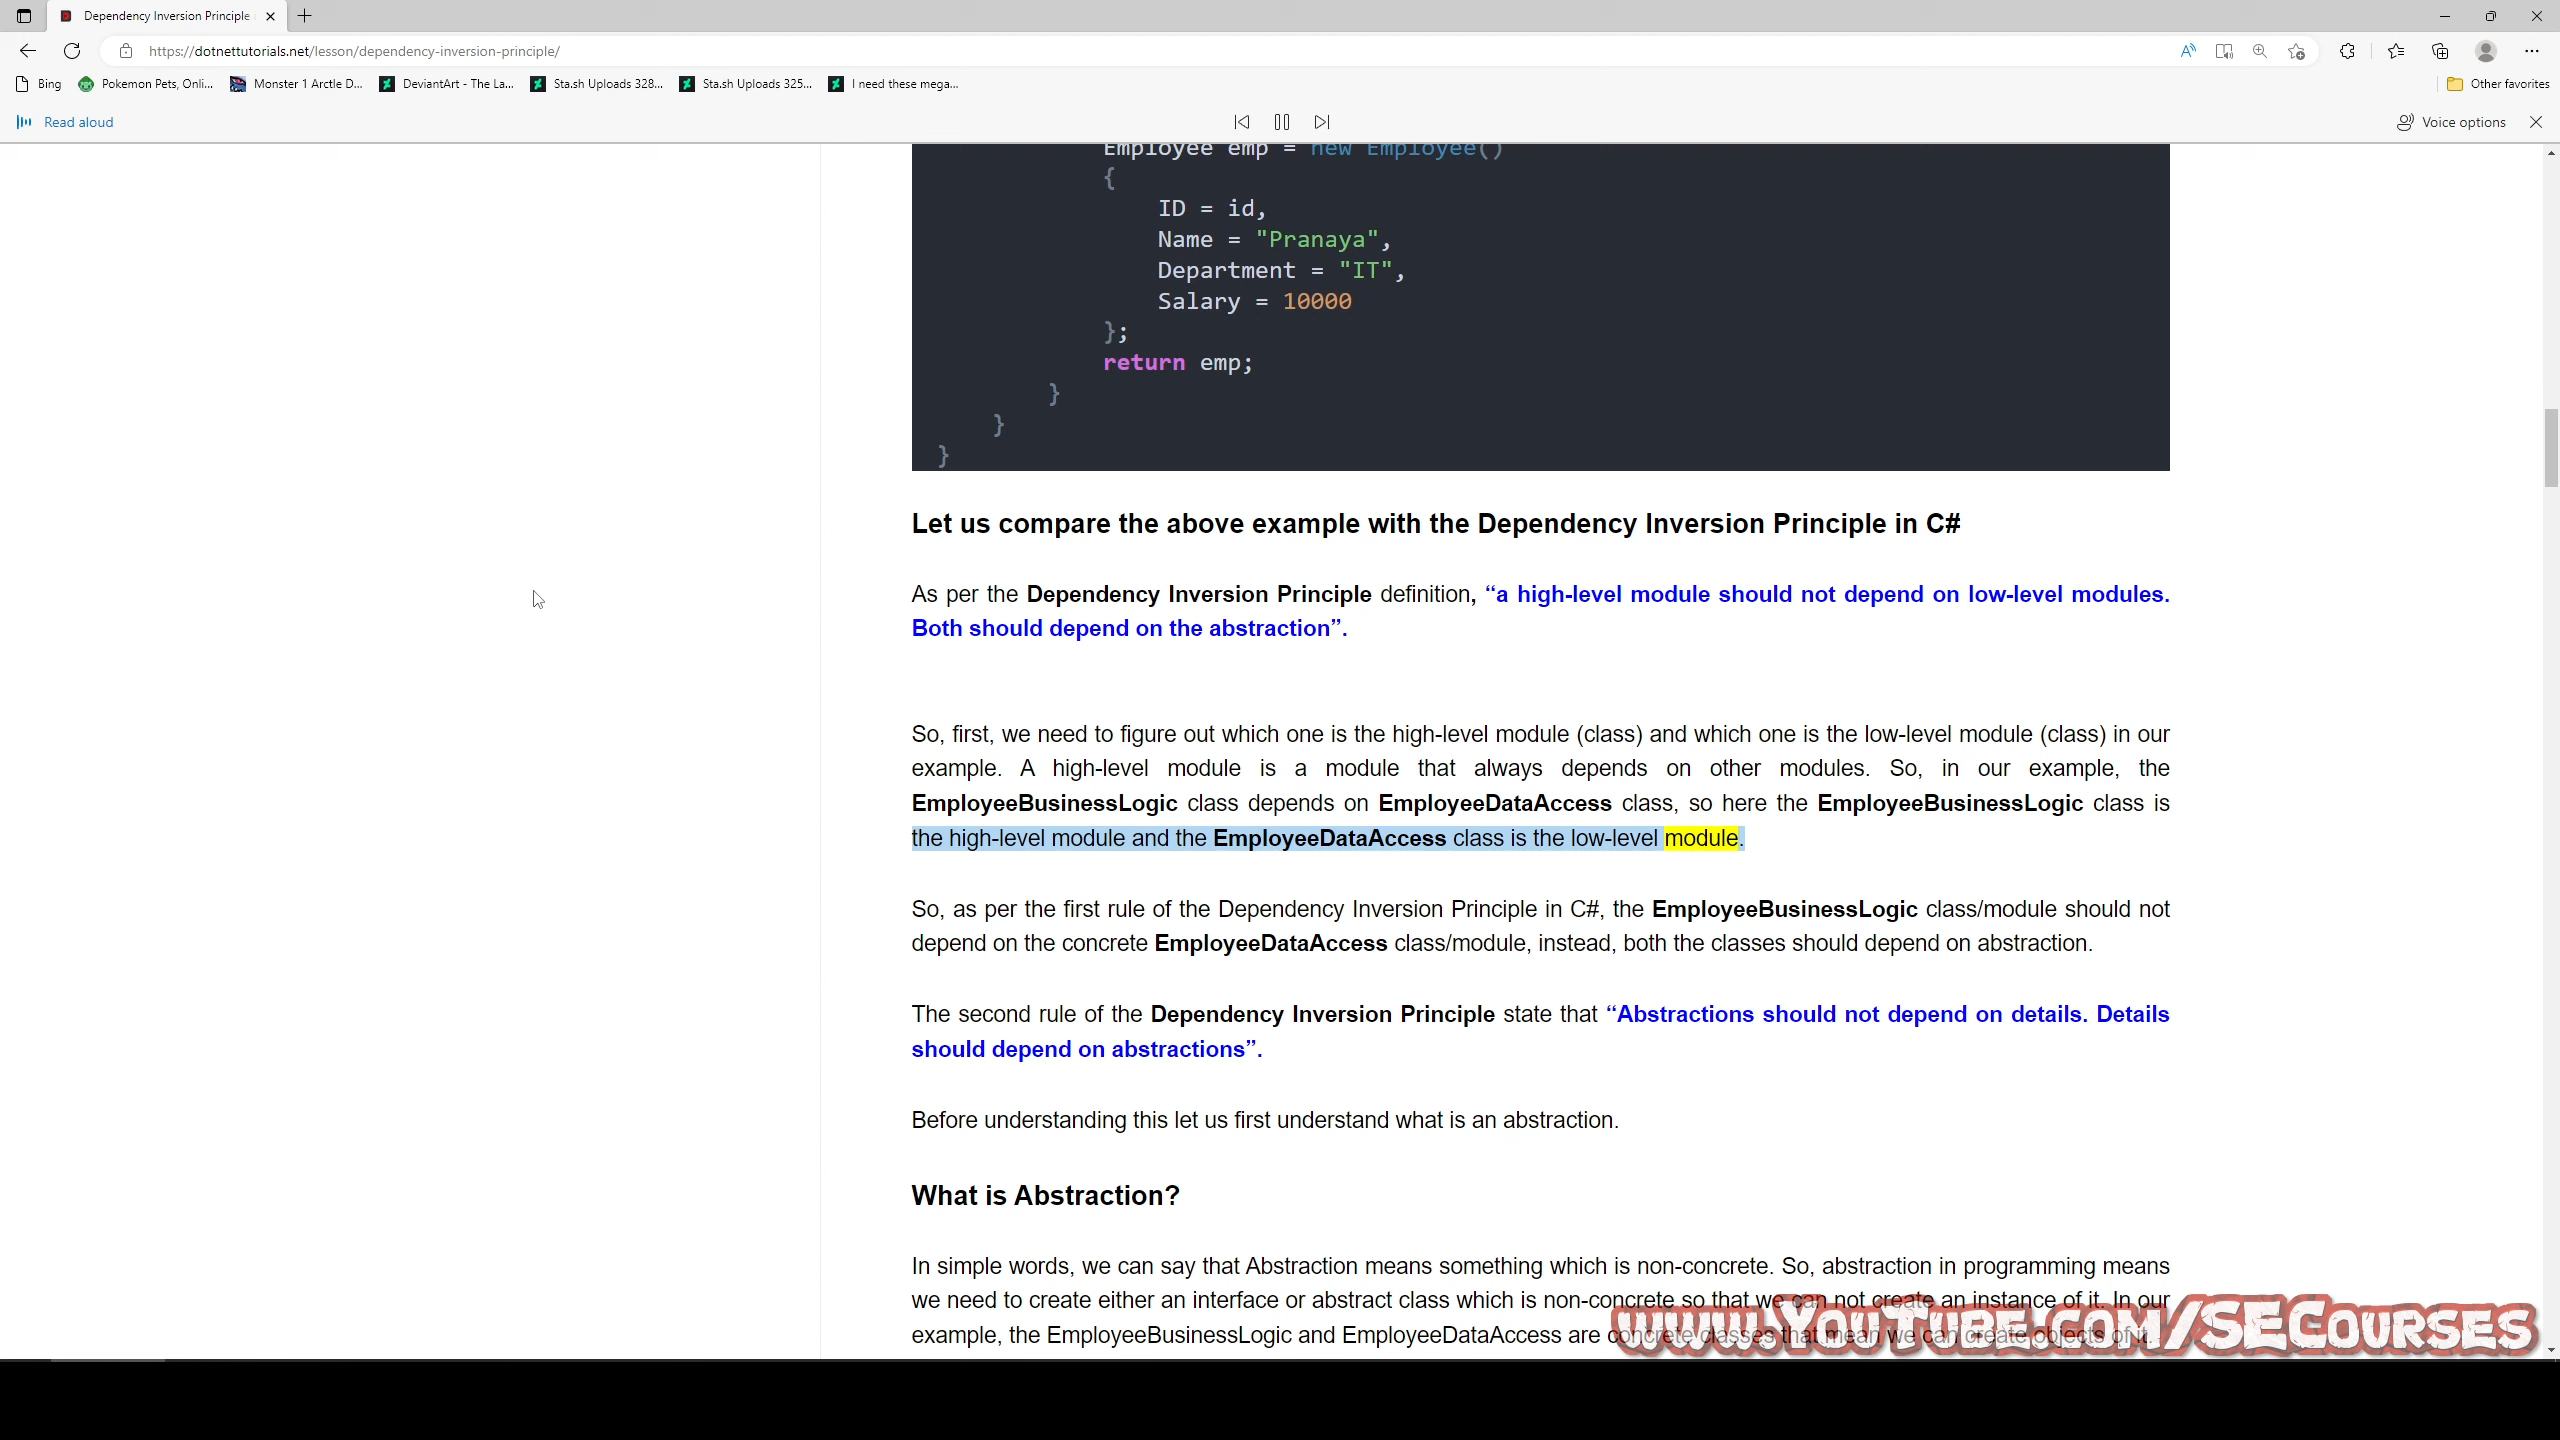 Dependency Inversion Principle
https://dotnettutorials.net/lesson/dependency-inversion-principle/
Bing
Pokemon Pets, Onli...
Monster 1 Arctle D...
DeviantArt - The La...
Sta.sh Uploads 328...
Sta.sh Uploads 325...
I need these mega...
Other favorites
Read aloud
Voice options
Employee emp = new Employee()
{
ID = id,
Name = "Pranaya",
Department = "IT",
Salary = 10000
};
return emp;
}
}
}
Let us compare the above example with the Dependency Inversion Principle in C#
As per the Dependency Inversion Principle definition, “a high-level module should not depend on low-level modules.
Both should depend on the abstraction”.
So, first, we need to figure out which one is the high-level module (class) and which one is the low-level module (class) in our
example. A high-level module is a module that always depends on other modules. So, in our example, the
EmployeeBusinessLogic class depends on EmployeeDataAccess class, so here the EmployeeBusinessLogic class is
the high-level module and the EmployeeDataAccess class is the low-level module.
So, as per the first rule of the Dependency Inversion Principle in C#, the EmployeeBusinessLogic class/module should not
depend on the concrete EmployeeDataAccess class/module, instead, both the classes should depend on abstraction.
The second rule of the Dependency Inversion Principle state that “Abstractions should not depend on details. Details
should depend on abstractions”.
Before understanding this let us first understand what is an abstraction.
What is Abstraction?
In simple words, we can say that Abstraction means something which is non-concrete. So, abstraction in programming means
we need to create either an interface or abstract class which is non-concrete so that we can not create an instance of it. In our
example, the EmployeeBusinessLogic and EmployeeDataAccess are concrete classes that mean we can create objects of it.
www.YouTube.com/SECourses